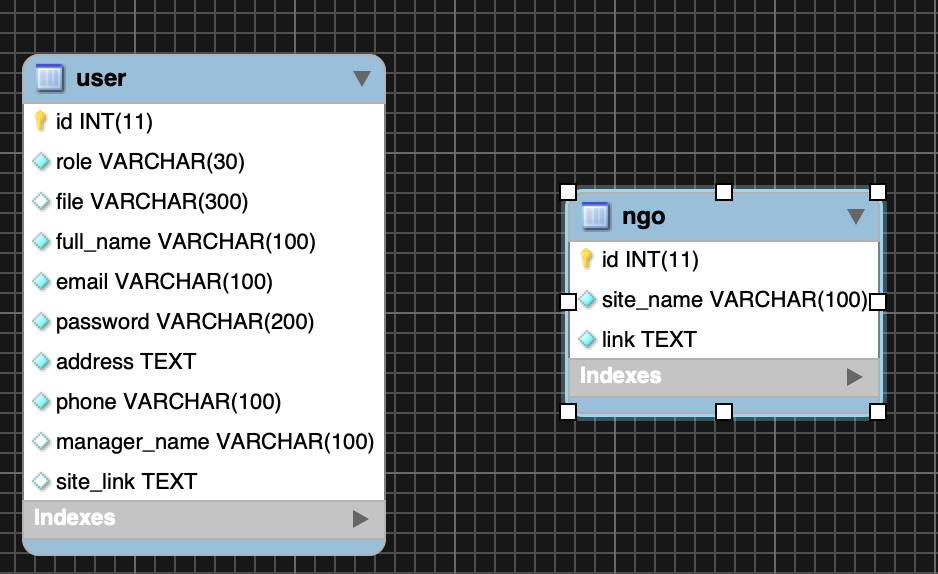 user
id INT(11)
role VARCHAR(30)
file VARCHAR(300)
full_name VARCHAR(100)
email VARCHAR(100)
password VARCHAR(200)
address TEXT
phone VARCHAR(100)
manager_name VARCHAR(100)
site_link TEXT
Indexes
ngo
id INT(11)
site_name VARCHAR(100)
link TEXT
Indexes